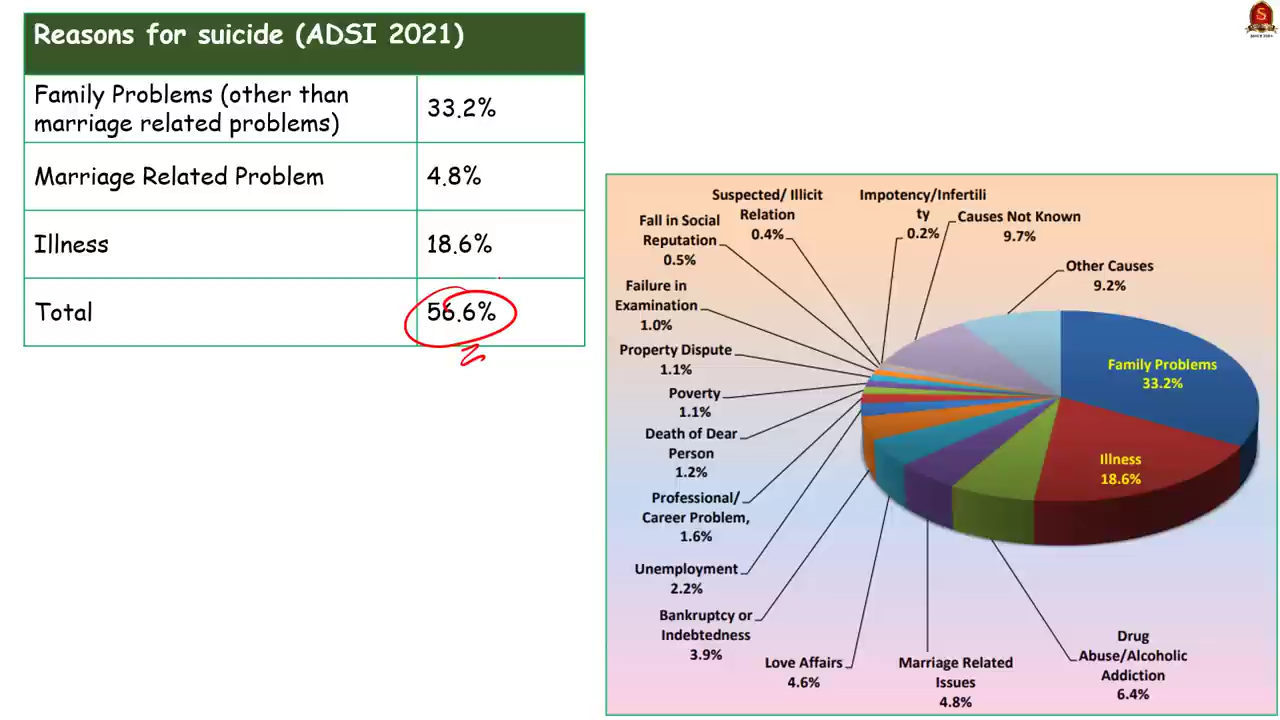 Reasons for suicide (ADSI 2021)
Family Problems (other than
marriage related problems)
33.2%
Marriage Related Problem
4.8%
Illness
18.6%
Total
56.6%
Suspected/ Illicit
Relation
0.4%
Impotency/Infertili
ty
0.2%
Causes Not Known
9.7%
Fall in Social
Reputation
0.5%
Other Causes
9.2%
Failure in
Examination
1.0%
Property Dispute
1.1%
Family Problems
33.2%
Poverty
1.1%
Death of Dear
Person
1.2%
Illness
18.6%
Professional/
Career Problem,
1.6%
Unemployment
2.2%
Bankruptcy or
Indebtedness
3.9%
Love Affairs
4.6%
Marriage Related
Issues
4.8%
Drug
Abuse/Alcoholic
Addiction
6.4%